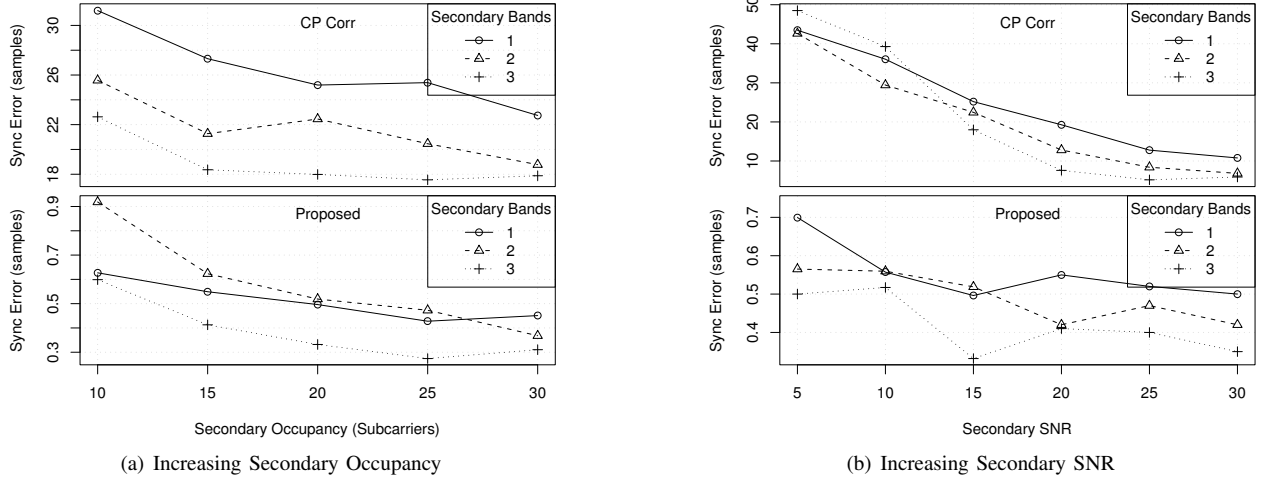 CP Corr
Secondary Bands
1
2
3
Sync Error (samples)
30
26
22
18
Proposed
Secondary Bands
1
2
3
Sync Error (samples)
0.9
0.7
0.5
0.3
10 15 20 25 30
Secondary Occupancy (Subcarriers)
(a) Increasing Secondary Occupancy
CP Corr
Secondary Bands
1
2
3
Sync Error (samples)
50
40
30
20
10
Proposed
Secondary Bands
1
2
3
Sync Error (samples)
0.7
0.6
0.5
0.4
5 10 15 20 25 30
Secondary SNR
(b) Increasing Secondary SNR